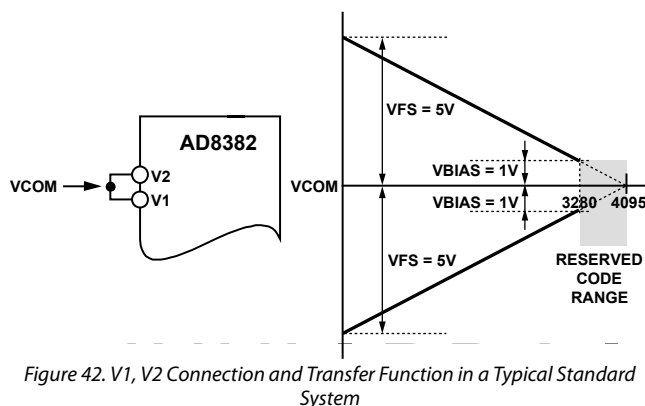 AD8382
V2
VCOM
V1
VFS = 5V
VBIAS = 1V
VCOM
VBIAS = 1V
3280 4095
VFS = 5V
RESERVED
CODE
RANGE
Figure 42. V1, V2 Connection and Transfer Function in a Typical Standard
System